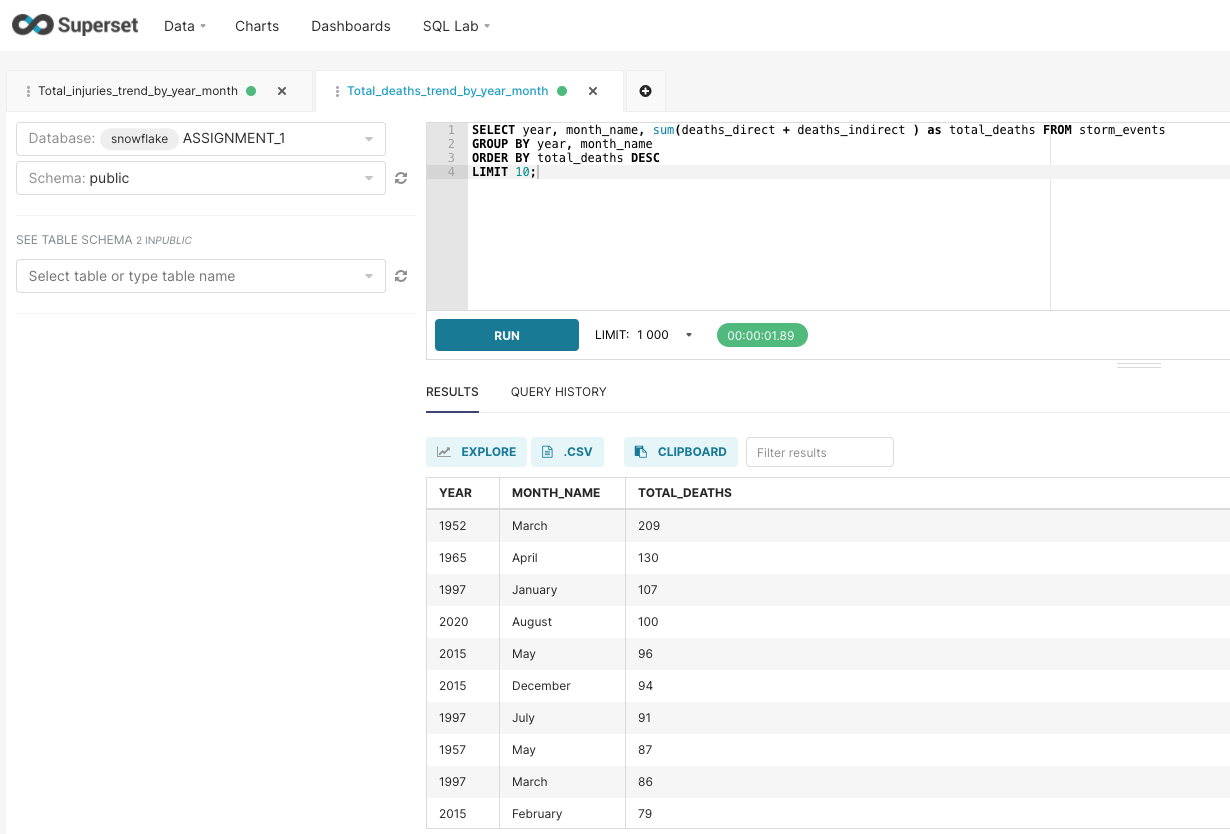 Superset Data Charts Dashboards SQL Lab
Total_injuries_trend_by_year_month Total_deaths_trend_by_year_month
Database: snowflake ASSIGNMENT_1
Schema: public
SEE TABLE SCHEMA 2 IN PUBLIC
Select table or type table name
1 SELECT year, month_name, sum(deaths_direct + deaths_indirect ) as total_deaths FROM storm_events
2 GROUP BY year, month_name
3 ORDER BY total_deaths DESC
4 LIMIT 10;
RUN LIMIT: 1 000 00:00:01.89
RESULTS QUERY HISTORY
EXPLORE .CSV CLIPBOARD Filter results
YEAR MONTH_NAME TOTAL_DEATHS
1952 March 209
1965 April 130
1997 January 107
2020 August 100
2015 May 96
2015 December 94
1997 July 91
1957 May 87
1997 March 86
2015 February 79